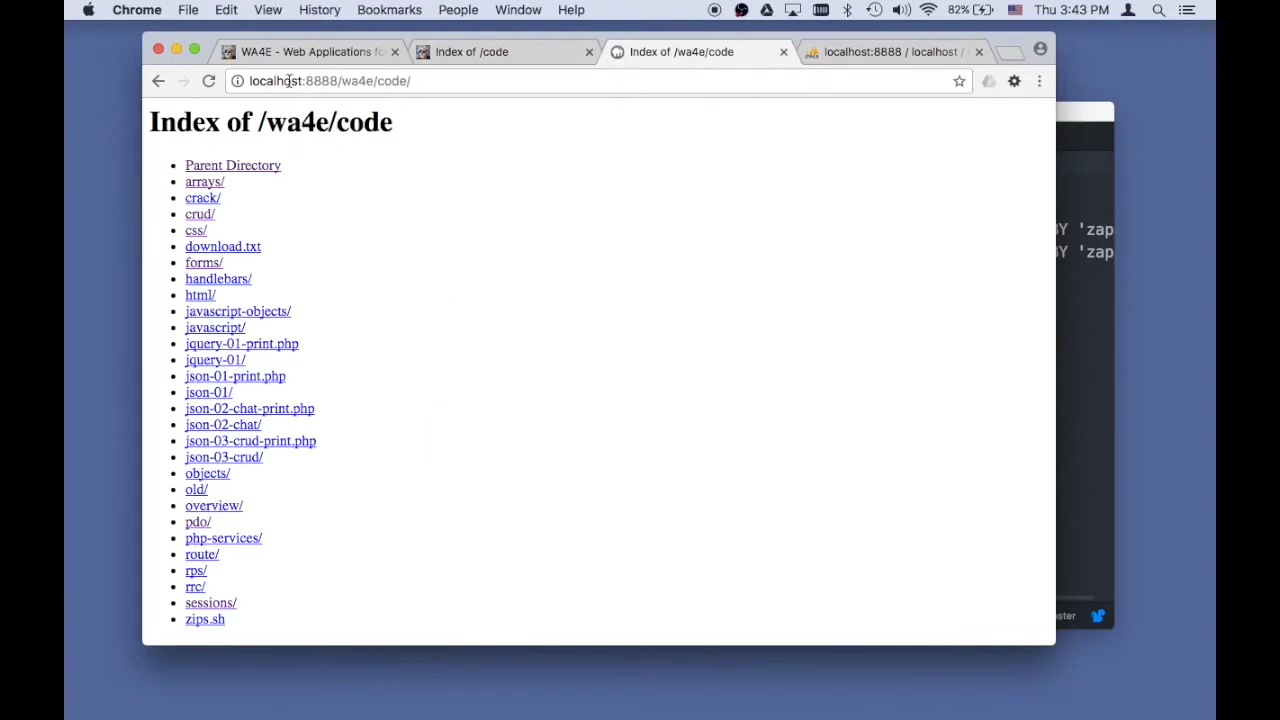 Chrome File Edit View History Bookmarks People Window Help 82% Thu 3:43 PM
WA4E - Web Applications fo Index of /code Index of /wa4e/code localhost:8888 / localhost /
localhost:8888/wa4e/code/
Index of /wa4e/code
Parent Directory
arrays/
crack/
crud/
css/
download.txt
forms/
handlebars/
html/
javascript-objects/
javascript/
jquery-01-print.php
jquery-01/
json-01-print.php
json-01/
json-02-chat-print.php
json-02-chat/
json-03-crud-print.php
json-03-crud/
objects/
old/
overview/
pdo/
php-services/
route/
rps/
rrc/
sessions/
zips.sh
Y 'zap
Y 'zap
ster